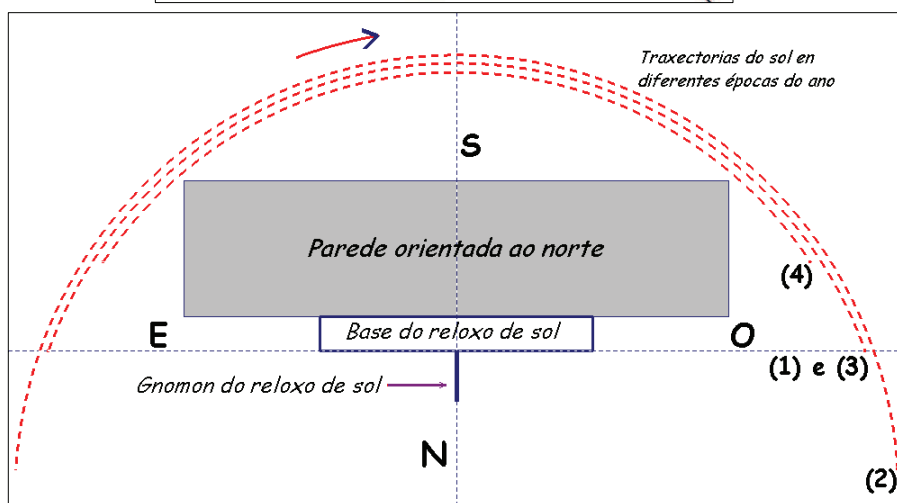 Traxectorias do sol en
diferentes épocas do ano
S
Parede orientada ao norte
(4)
E
Base do reloxo de sol
O
(1) e (3)
Gnomon do reloxo de sol
N
(2)